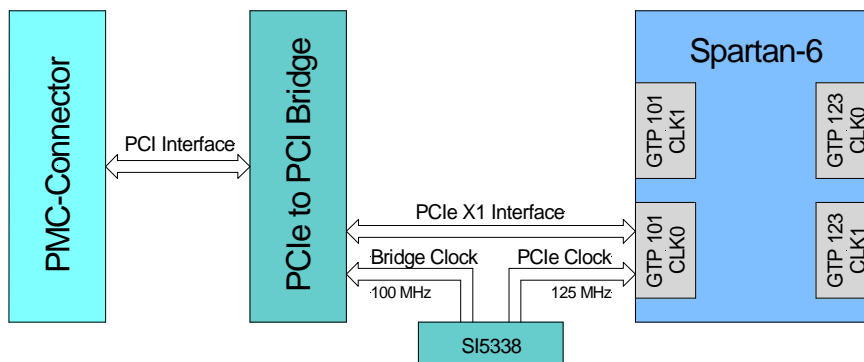 PMC-Connector
PCI Interface
PCIe to PCI Bridge
PCIe X1 Interface
Bridge Clock
100 MHz
PCIe Clock
125 MHz
SI5338
Spartan-6
GTP 101
CLK1
GTP 123
CLK0
GTP 101
CLK0
GTP 123
CLK1